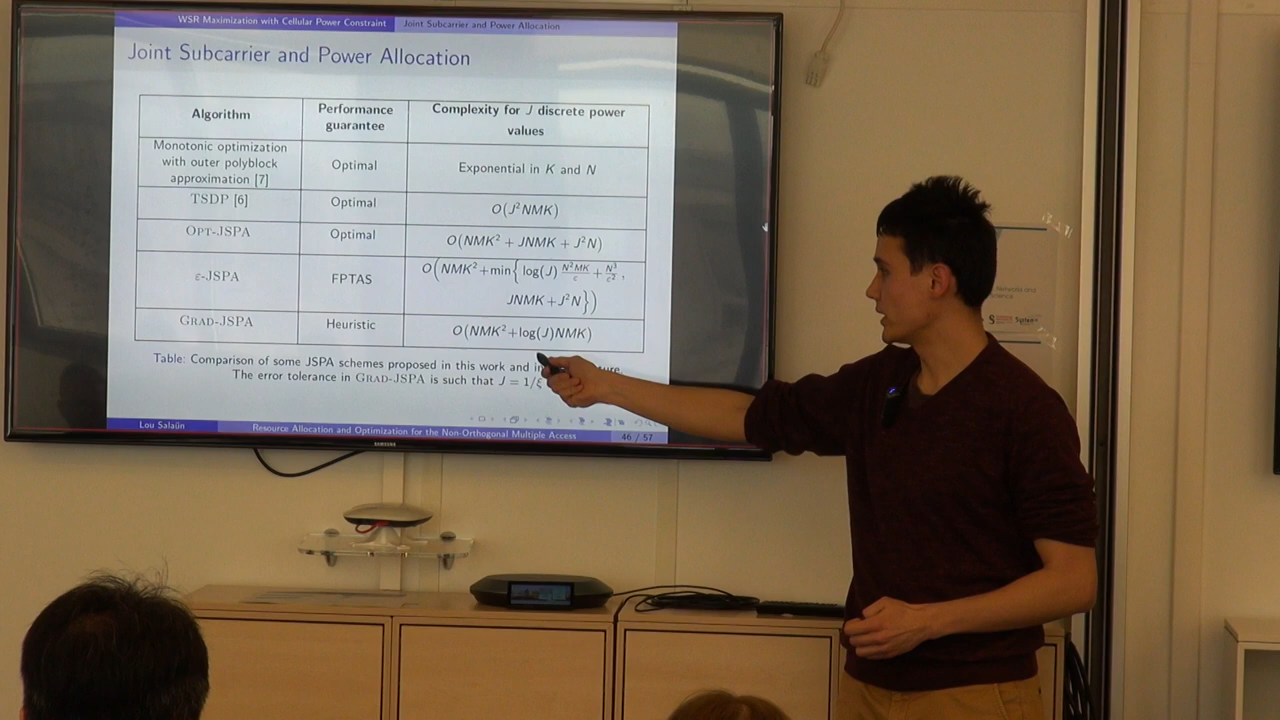 WSR Maximization with Cellular Power Constraint Joint Subcarrier and Power Allocation
Joint Subcarrier and Power Allocation
Algorithm
Performance
guarantee
Complexity for J discrete power
values
Monotonic optimization
with outer polyblock
approximation [7]
Optimal
Exponential in K and N
TSDP [6]
Optimal
O(J²NMK)
OPT-JSPA
Optimal
O(NMK² + JNMK + J²N)
ε-JSPA
FPTAS
O(NMK²+min{log(J) N²MK/ε + N³/ε²,
JNMK+J²N})
GRAD-JSPA
Heuristic
O(NMK²+log(J)NMK)
Table: Comparison of some JSPA schemes proposed in this work and in
The error tolerance in GRAD-JSPA is such that J = 1/ξ
Lou Salaün Resource Allocation and Optimization for the Non-Orthogonal Multiple Access 46 / 57
SAMSUNG
Networks and